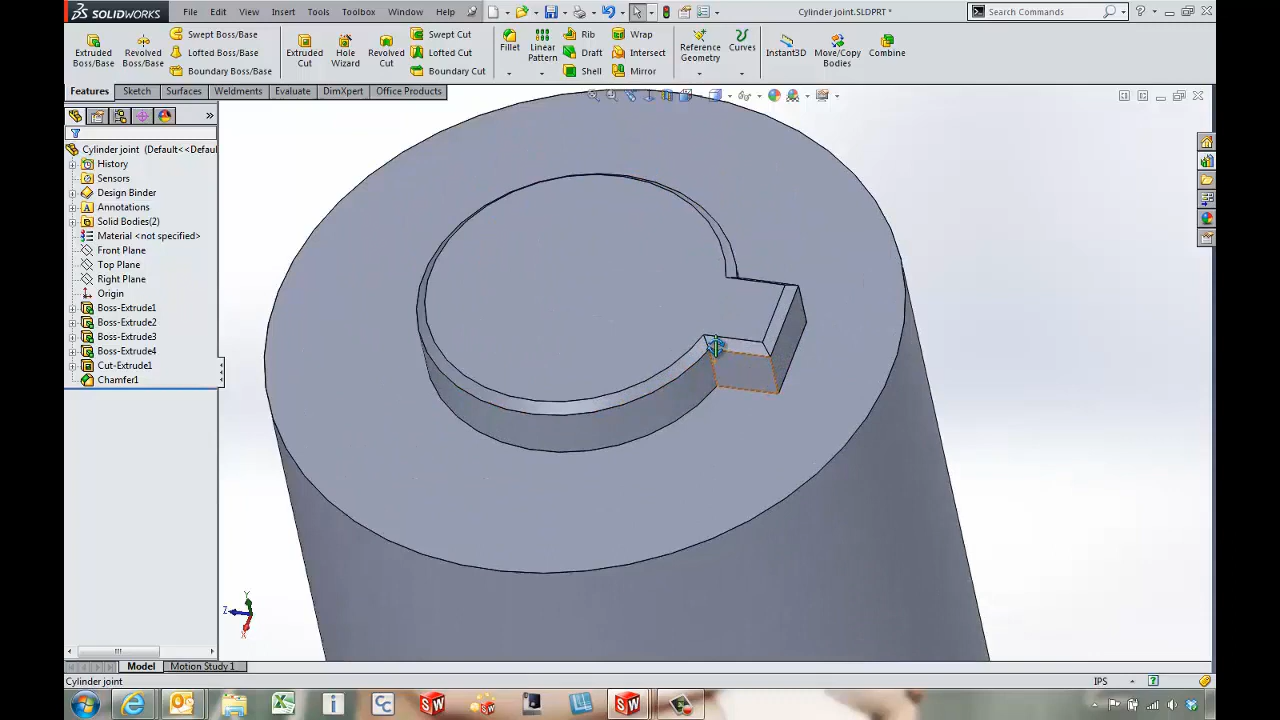 SOLIDWORKS File Edit View Insert Tools Toolbox Window Help Cylinder joint.SLDPRT * Search Commands
Extruded Boss/Base Revolved Boss/Base Swept Boss/Base Lofted Boss/Base Boundary Boss/Base Extruded Cut Hole Wizard Revolved Cut Swept Cut Lofted Cut Boundary Cut Fillet Linear Pattern Rib Draft Shell Wrap Intersect Mirror Reference Geometry Curves Instant3D Move/Copy Bodies Combine
Features Sketch Surfaces Weldments Evaluate DimXpert Office Products
Cylinder joint (Default<<Defaul
History
Sensors
Design Binder
Annotations
Solid Bodies(2)
Material <not specified>
Front Plane
Top Plane
Right Plane
Origin
Boss-Extrude1
Boss-Extrude2
Boss-Extrude3
Boss-Extrude4
Cut-Extrude1
Chamfer1
Y
Z
X
Model Motion Study 1
Cylinder joint IPS